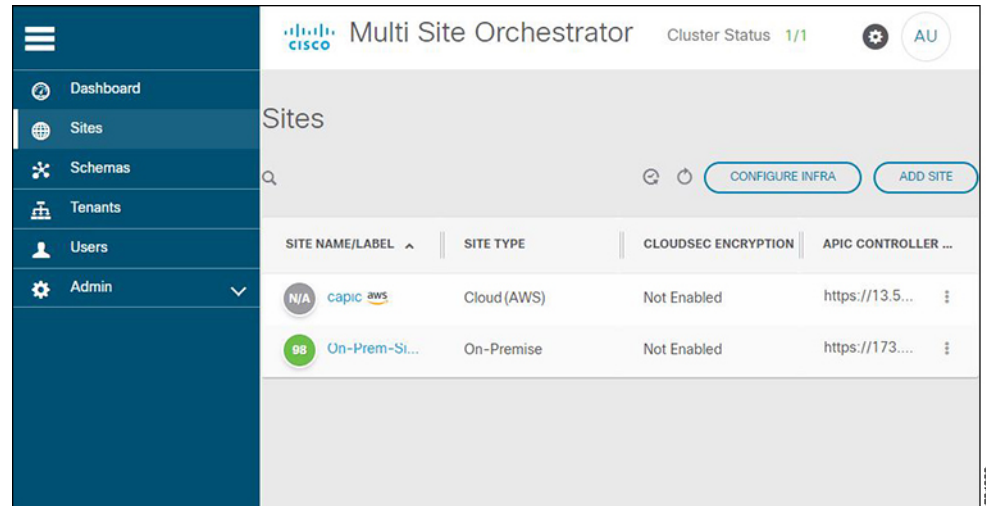 cisco Multi Site Orchestrator Cluster Status 1/1 AU
Dashboard
Sites
Schemas
Tenants
Users
Admin
Sites
CONFIGURE INFRA ADD SITE
SITE NAME/LABEL SITE TYPE CLOUDSEC ENCRYPTION APIC CONTROLLER ...
N/A capic aws Cloud (AWS) Not Enabled https://13.5...
98 On-Prem-Si... On-Premise Not Enabled https://173....